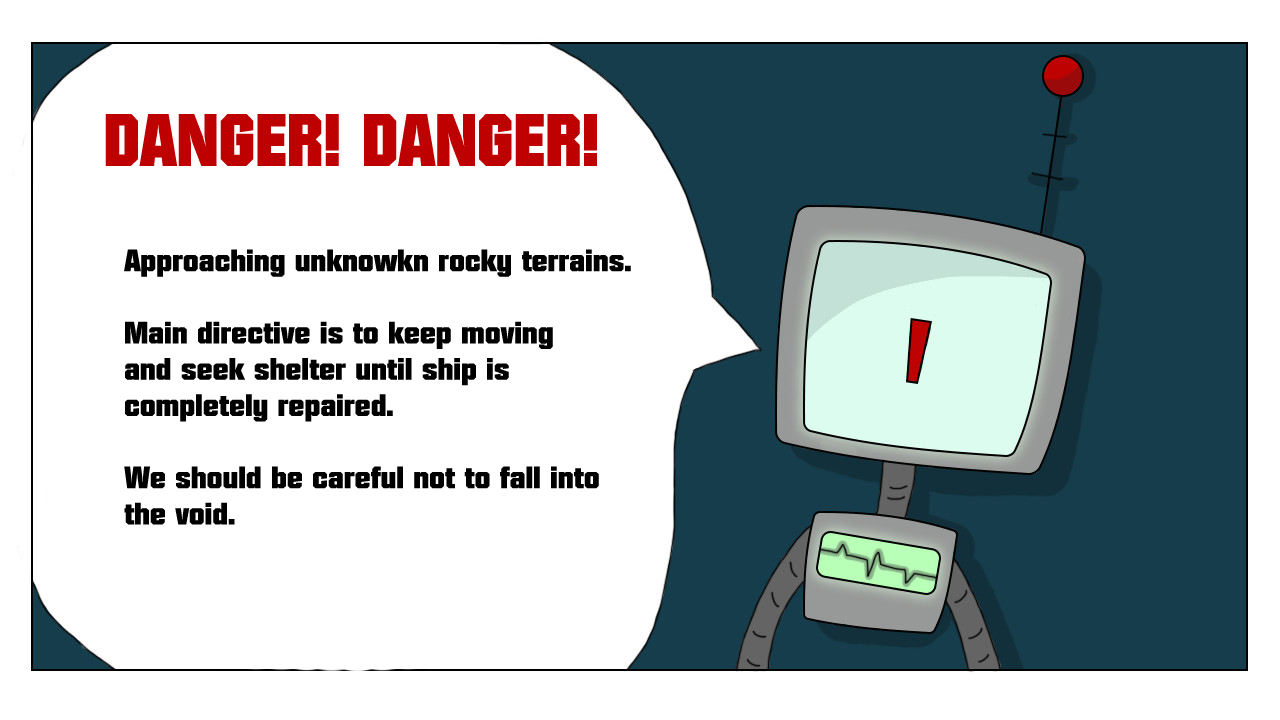 DANGER! DANGER!
Approaching unknowkn rocky terrains.
Main directive is to keep moving
and seek shelter until ship is
completely repaired.
We should be careful not to fall into
the void.
!